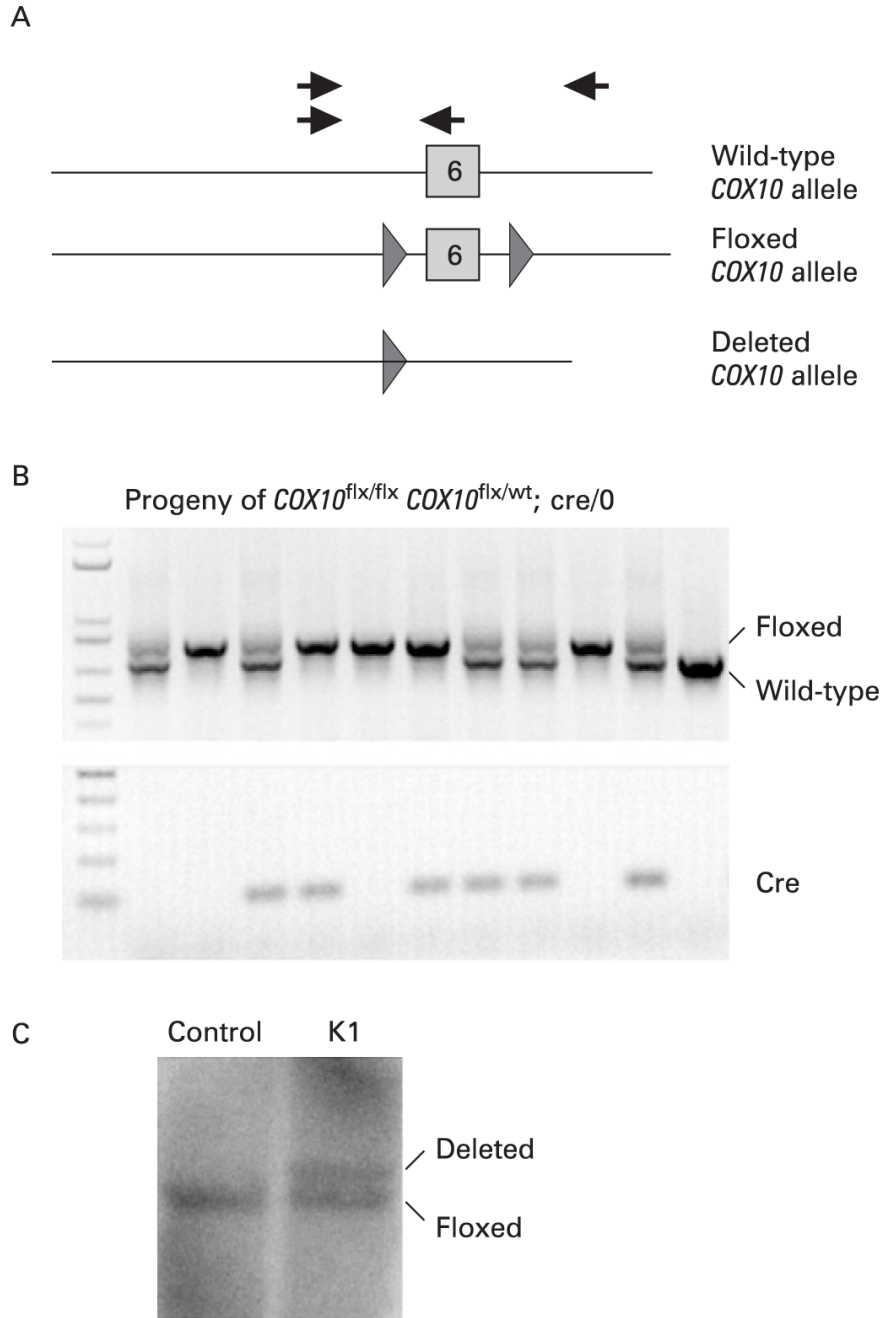 A
6
Wild-type
COX10 allele
6
Floxed
COX10 allele
Deleted
COX10 allele
B
Progeny of COX10flx/flx COX10flx/wt; cre/0
Floxed
Wild-type
Cre
C
Control K1
Deleted
Floxed